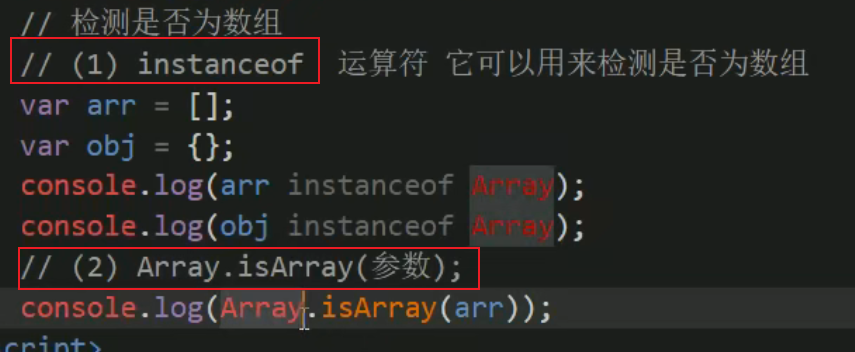 // 检测是否为数组
// (1) instanceof  运算符 它可以用来检测是否为数组
var arr = [];
var obj = {};
console.log(arr instanceof Array);
console.log(obj instanceof Array);
// (2) Array.isArray(参数);
console.log(Array.isArray(arr));
cript>